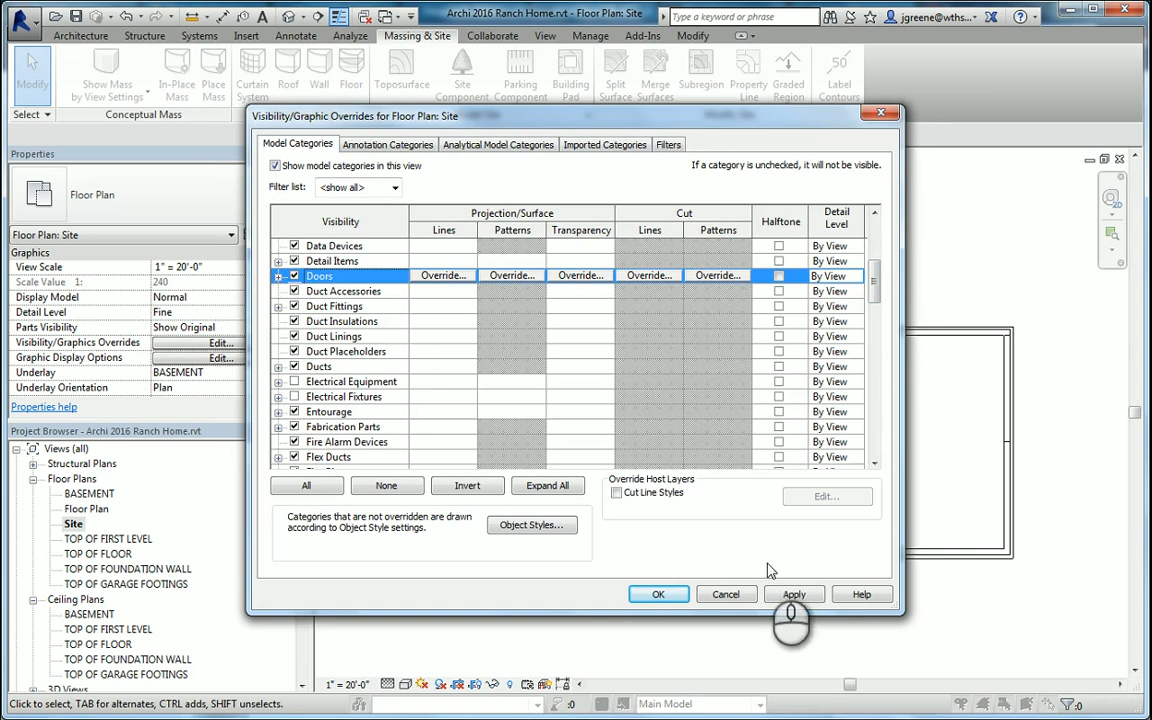 Archi 2016 Ranch Home.rvt - Floor Plan: Site
Type a keyword or phrase
jgreene@wths...
Architecture Structure Systems Insert Annotate Analyze Massing & Site Collaborate View Manage Add-Ins Modify
Modify
Show Mass
by View Settings
In-Place
Mass
Place
Mass
Curtain
System
Roof
Wall
Floor
Toposurface
Site
Component
Parking
Component
Building
Pad
Split
Surface
Merge
Surfaces
Subregion
Property
Line
Graded
Region
50
Label
Contours
Select
Conceptual Mass
Properties
Floor Plan
Floor Plan: Site
Graphics
View Scale 1" = 20'-0"
Scale Value 1: 240
Display Model Normal
Detail Level Fine
Parts Visibility Show Original
Visibility/Graphics Overrides Edit...
Graphic Display Options Edit...
Underlay BASEMENT
Underlay Orientation Plan
Properties help
Project Browser - Archi 2016 Ranch Home.rvt
Views (all)
Structural Plans
Floor Plans
BASEMENT
Floor Plan
Site
TOP OF FIRST LEVEL
TOP OF FLOOR
TOP OF FOUNDATION WALL
TOP OF GARAGE FOOTINGS
Ceiling Plans
BASEMENT
TOP OF FIRST LEVEL
TOP OF FLOOR
TOP OF FOUNDATION WALL
TOP OF GARAGE FOOTINGS
3D Views
Visibility/Graphic Overrides for Floor Plan: Site
Model Categories Annotation Categories Analytical Model Categories Imported Categories Filters
Show model categories in this view
If a category is unchecked, it will not be visible.
Filter list: <show all>
Visibility
Projection/Surface
Cut
Halftone
Detail
Level
Lines Patterns Transparency Lines Patterns
Data Devices By View
Detail Items By View
Doors Override... Override... Override... Override... Override... By View
Duct Accessories By View
Duct Fittings By View
Duct Insulations By View
Duct Linings By View
Duct Placeholders By View
Ducts By View
Electrical Equipment By View
Electrical Fixtures By View
Entourage By View
Fabrication Parts By View
Fire Alarm Devices By View
Flex Ducts By View
All None Invert Expand All
Override Host Layers
Cut Line Styles
Edit...
Categories that are not overridden are drawn
according to Object Style settings.
Object Styles...
OK Cancel Apply Help
1" = 20'-0"
Click to select, TAB for alternates, CTRL adds, SHIFT unselects.
:0
Main Model
:0